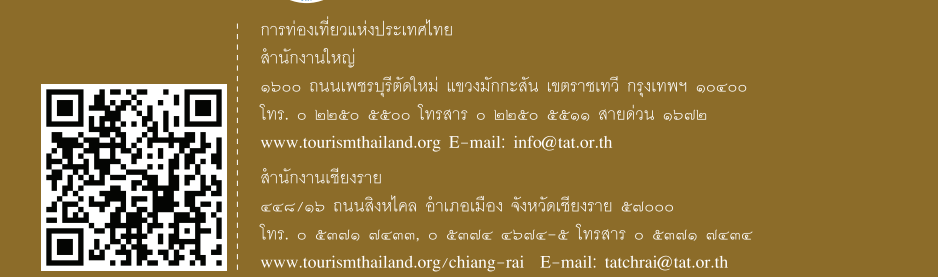 การท่องเที่ยวแห่งประเทศไทย
สำนักงานใหญ่
๑๖๐๐ ถนนเพชรบุรีตัดใหม่ แขวงมักกะสัน เขตราชเทวี กรุงเทพฯ ๑๐๔๐๐
โทร. ๐ ๒๒๕๐ ๕๕๐๐ โทรสาร ๐ ๒๒๕๐ ๕๕๑๑ สายด่วน ๑๖๗๒
www.tourismthailand.org E-mail: info@tat.or.th
สำนักงานเชียงราย
๔๔๘/๑๖ ถนนสิงหไคล อำเภอเมือง จังหวัดเชียงราย ๕๗๐๐๐
โทร. ๐ ๕๓๗๑ ๗๔๓๓, ๐ ๕๓๗๔ ๔๖๗๔-๕ โทรสาร ๐ ๕๓๗๑ ๗๔๓๔
www.tourismthailand.org/chiang-rai E-mail: tatchrai@tat.or.th